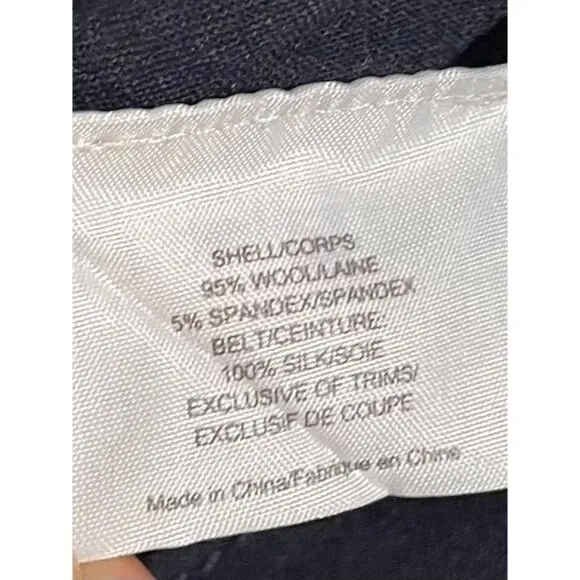 SHELL/CORPS
95% WOOL/LAINE
5% SPANDEX/SPANDEX
BELT/CEINTURE:
100% SILK/SOIE
EXCLUSIVE OF TRIMS/
EXCLUSIF DE COUPE
Made in China/Fabrique en Chine